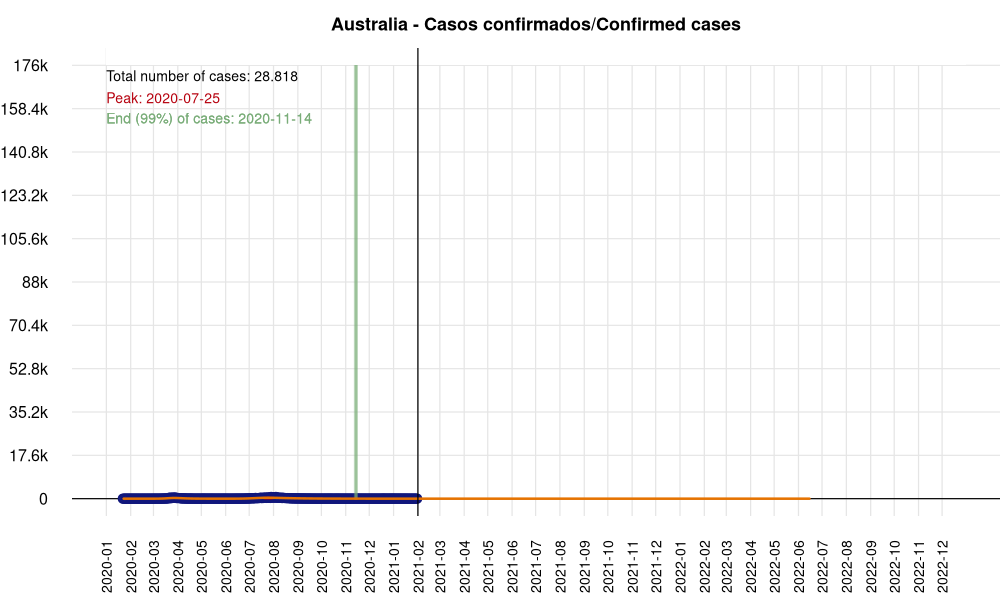 Australia - Casos confirmados/Confirmed cases
176k
Total number of cases: 28.818
Peak: 2020-07-25
158.4k
End (99%) of cases: 2020-11-14
140.8k
123.2k
105.6k
88k
70.4k
52.8k
35.2k
17.6k
0
2020-01
2020-02
2020-03
2020-04
2020-05
2020-06
2020-07
2020-08
2020-09
2020-10
2020-11
2020-12
2021-01
2021-02
2021-03
2021-04
2021-05
2021-06
2021-07
2021-08
2021-09
2021-10
2021-11
2021-12
2022-01
2022-02
2022-03
2022-04
2022-05
2022-06
2022-07
2022-08
2022-09
2022-10
2022-11
2022-12